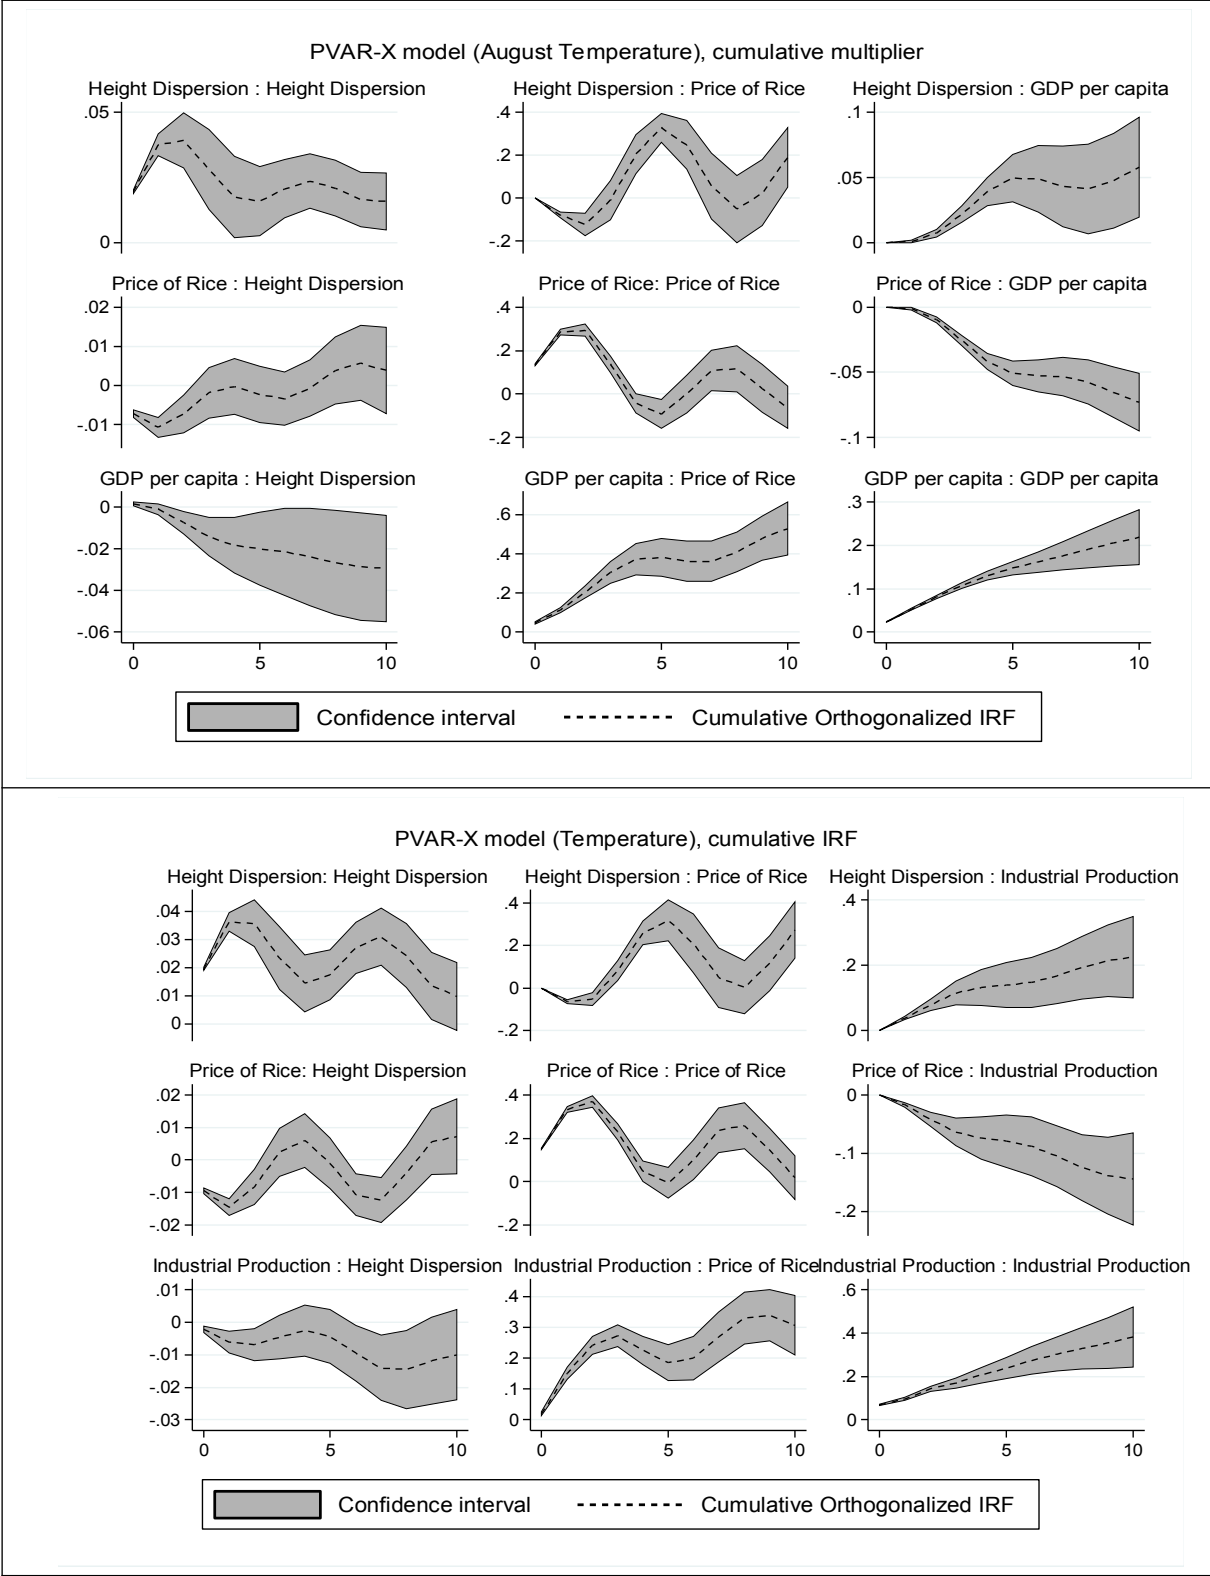 PVAR-X model (August Temperature), cumulative multiplier
Height Dispersion : Height Dispersion
Height Dispersion : Price of Rice
Height Dispersion : GDP per capita
.05
0
.4
.2
0
-.2
.1
.05
0
Price of Rice : Height Dispersion
Price of Rice: Price of Rice
Price of Rice : GDP per capita
.02
.01
0
-.01
.4
.2
0
-.2
0
-.05
-.1
GDP per capita : Height Dispersion
GDP per capita : Price of Rice
GDP per capita : GDP per capita
0
-.02
-.04
-.06
.6
.4
.2
0
.3
.2
.1
0
0 5 10
0 5 10
0 5 10
Confidence interval
Cumulative Orthogonalized IRF
PVAR-X model (Temperature), cumulative IRF
Height Dispersion: Height Dispersion
Height Dispersion : Price of Rice
Height Dispersion : Industrial Production
.04
.03
.02
.01
0
.4
.2
0
-.2
.4
.2
0
Price of Rice: Height Dispersion
Price of Rice : Price of Rice
Price of Rice : Industrial Production
.02
.01
0
-.01
-.02
.4
.2
0
-.2
0
-.1
-.2
Industrial Production : Height Dispersion
Industrial Production : Price of Rice
Industrial Production : Industrial Production
.01
0
-.01
-.02
-.03
.4
.3
.2
.1
0
.6
.4
.2
0
0 5 10
0 5 10
0 5 10
Confidence interval
Cumulative Orthogonalized IRF